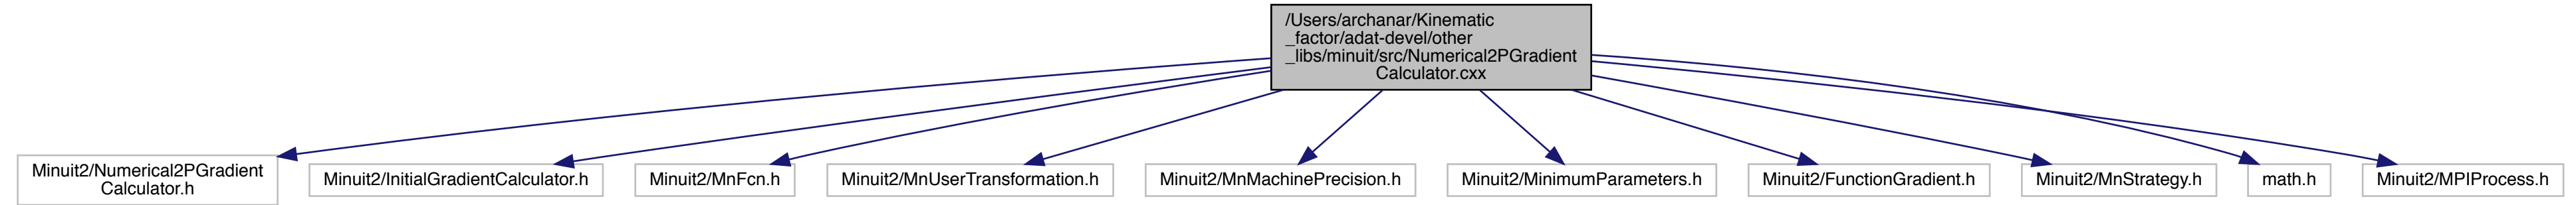 /Users/archanar/Kinematic
_factor/adat-devel/other
_libs/minuit/src/Numerical2PGradient
Calculator.cxx
Minuit2/Numerical2PGradient
Calculator.h
Minuit2/InitialGradientCalculator.h
Minuit2/MnFcn.h
Minuit2/MnUserTransformation.h
Minuit2/MnMachinePrecision.h
Minuit2/MinimumParameters.h
Minuit2/FunctionGradient.h
Minuit2/MnStrategy.h
math.h
Minuit2/MPIProcess.h